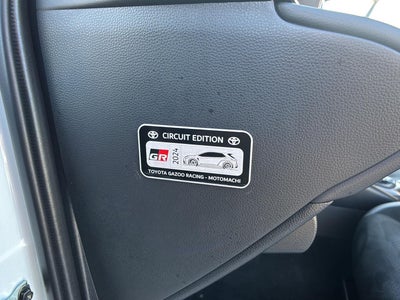 CIRCUIT EDITION
GR
2024
TOYOTA GAZOO RACING - MOTOMACHI